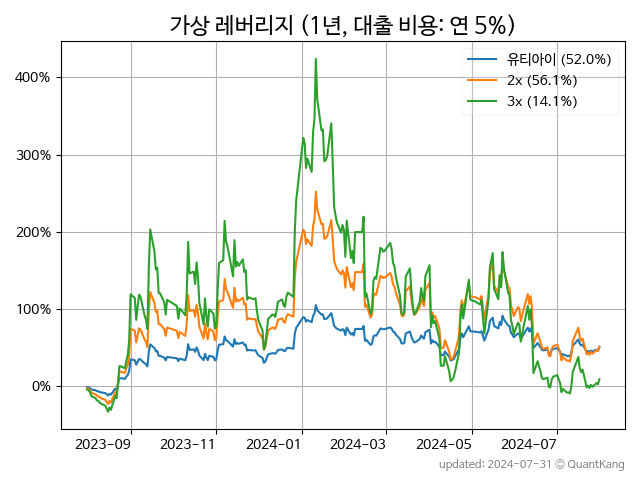 가상 레버리지 (1년, 대출 비용: 연 5%)
유티아이 (52.0%)
2x (56.1%)
3x (14.1%)
400%
300%
200%
100%
0%
2023-09 2023-11 2024-01 2024-03 2024-05 2024-07
updated: 2024-07-31 © QuantKang